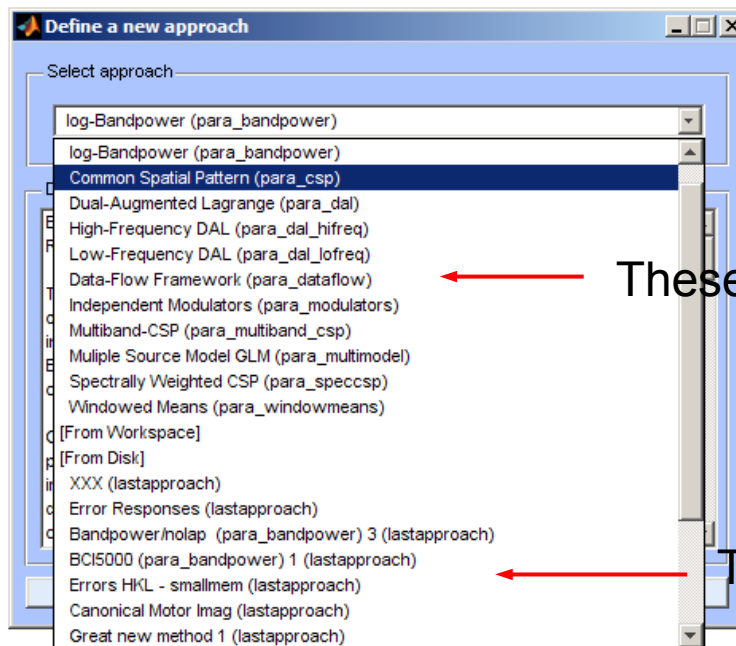 Define a new approach
Select approach
log-Bandpower (para_bandpower)
log-Bandpower (para_bandpower)
Common Spatial Pattern (para_csp)
Dual-Augmented Lagrange (para_dal)
High-Frequency DAL (para_dal_hifreq)
Low-Frequency DAL (para_dal_lofreq)
Data-Flow Framework (para_dataflow)
These
Independent Modulators (para_modulators)
Multiband-CSP (para_multiband_csp)
Muliple Source Model GLM (para_multimodel)
Spectrally Weighted CSP (para_speccsp)
Windowed Means (para_windowmeans)
[From Workspace]
[From Disk]
XXX (lastapproach)
Error Responses (lastapproach)
Bandpower/nolap (para_bandpower) 3 (lastapproach)
BCI5000 (para_bandpower) 1 (lastapproach)
Errors HKL - smallmem (lastapproach)
Canonical Motor Imag (lastapproach)
Great new method 1 (lastapproach)